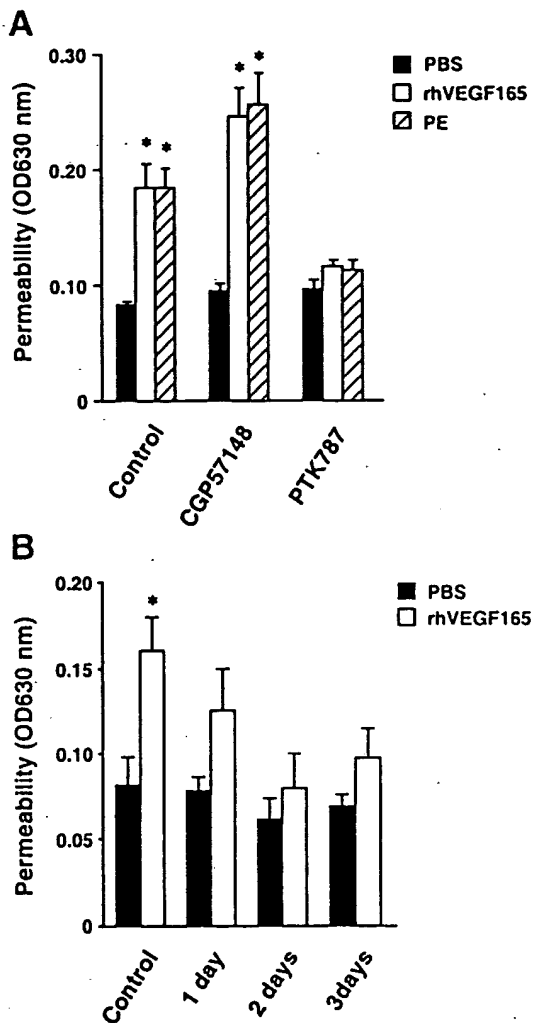 A
0.30
0.20
0.10
0
Permeability (OD630 nm)
* *
* *
PBS
rhVEGF165
PE
Control
CGP57148
PTK787
B
0.20
0.15
0.10
0.05
0
Permeability (OD630 nm)
*
PBS
rhVEGF165
Control
1 day
2 days
3days